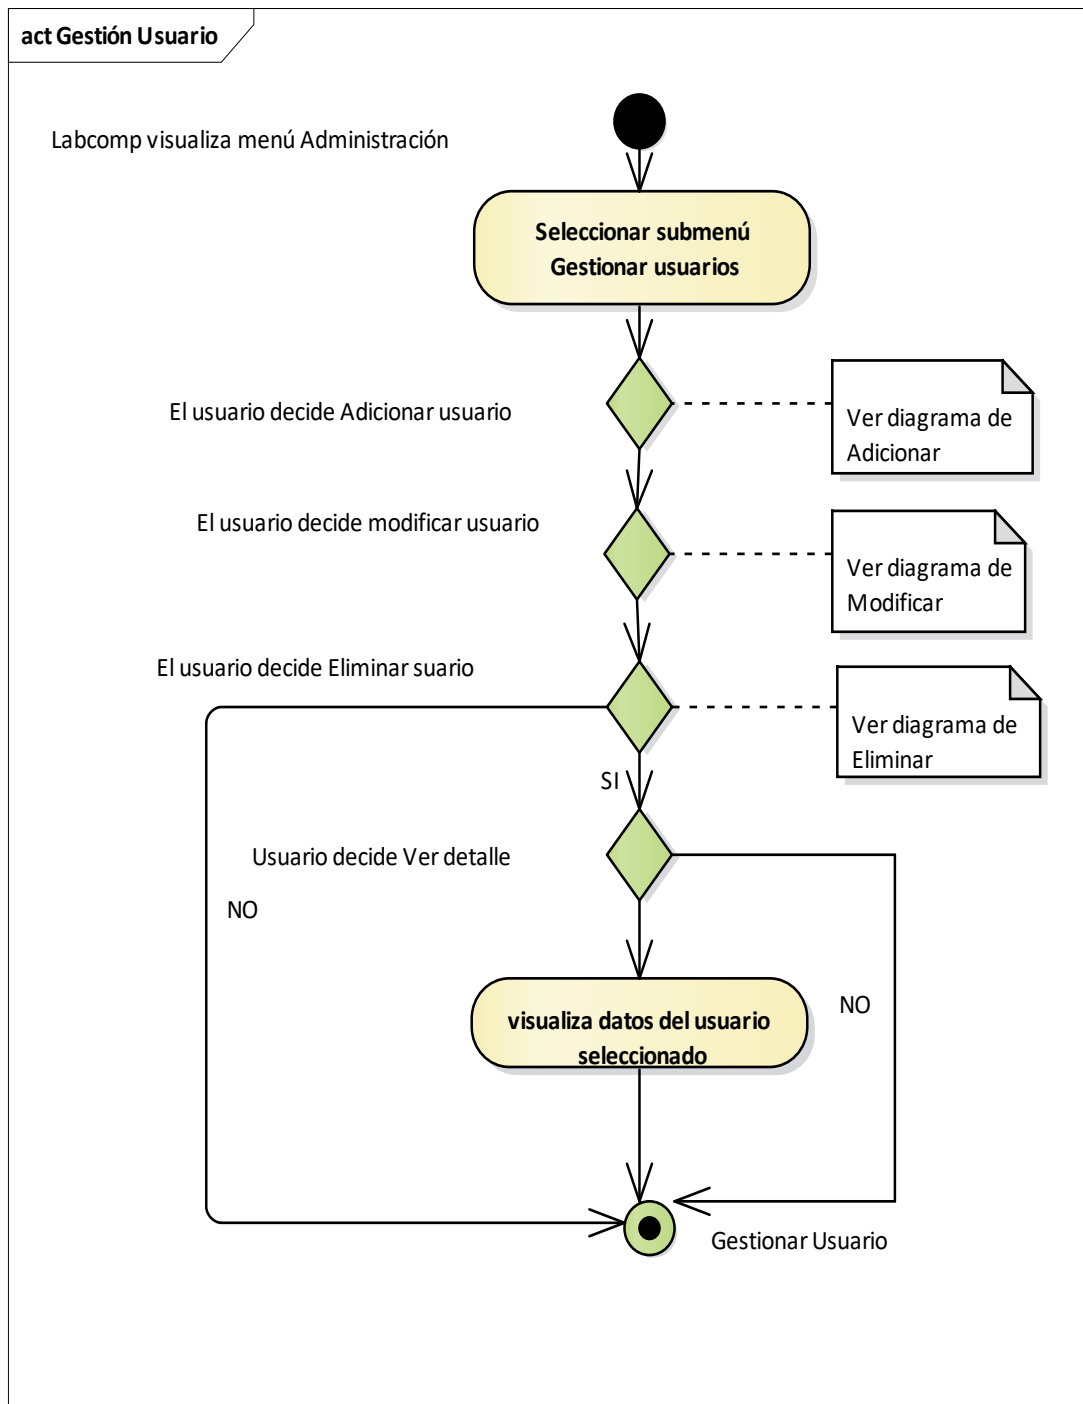 act Gestión Usuario
Labcomp visualiza menú Administración
Seleccionar submenú
Gestionar usuarios
El usuario decide Adicionar usuario
Ver diagrama de
Adicionar
El usuario decide modificar usuario
Ver diagrama de
Modificar
El usuario decide Eliminar suario
Ver diagrama de
Eliminar
SI
Usuario decide Ver detalle
NO
visualiza datos del usuario
seleccionado
NO
Gestionar Usuario